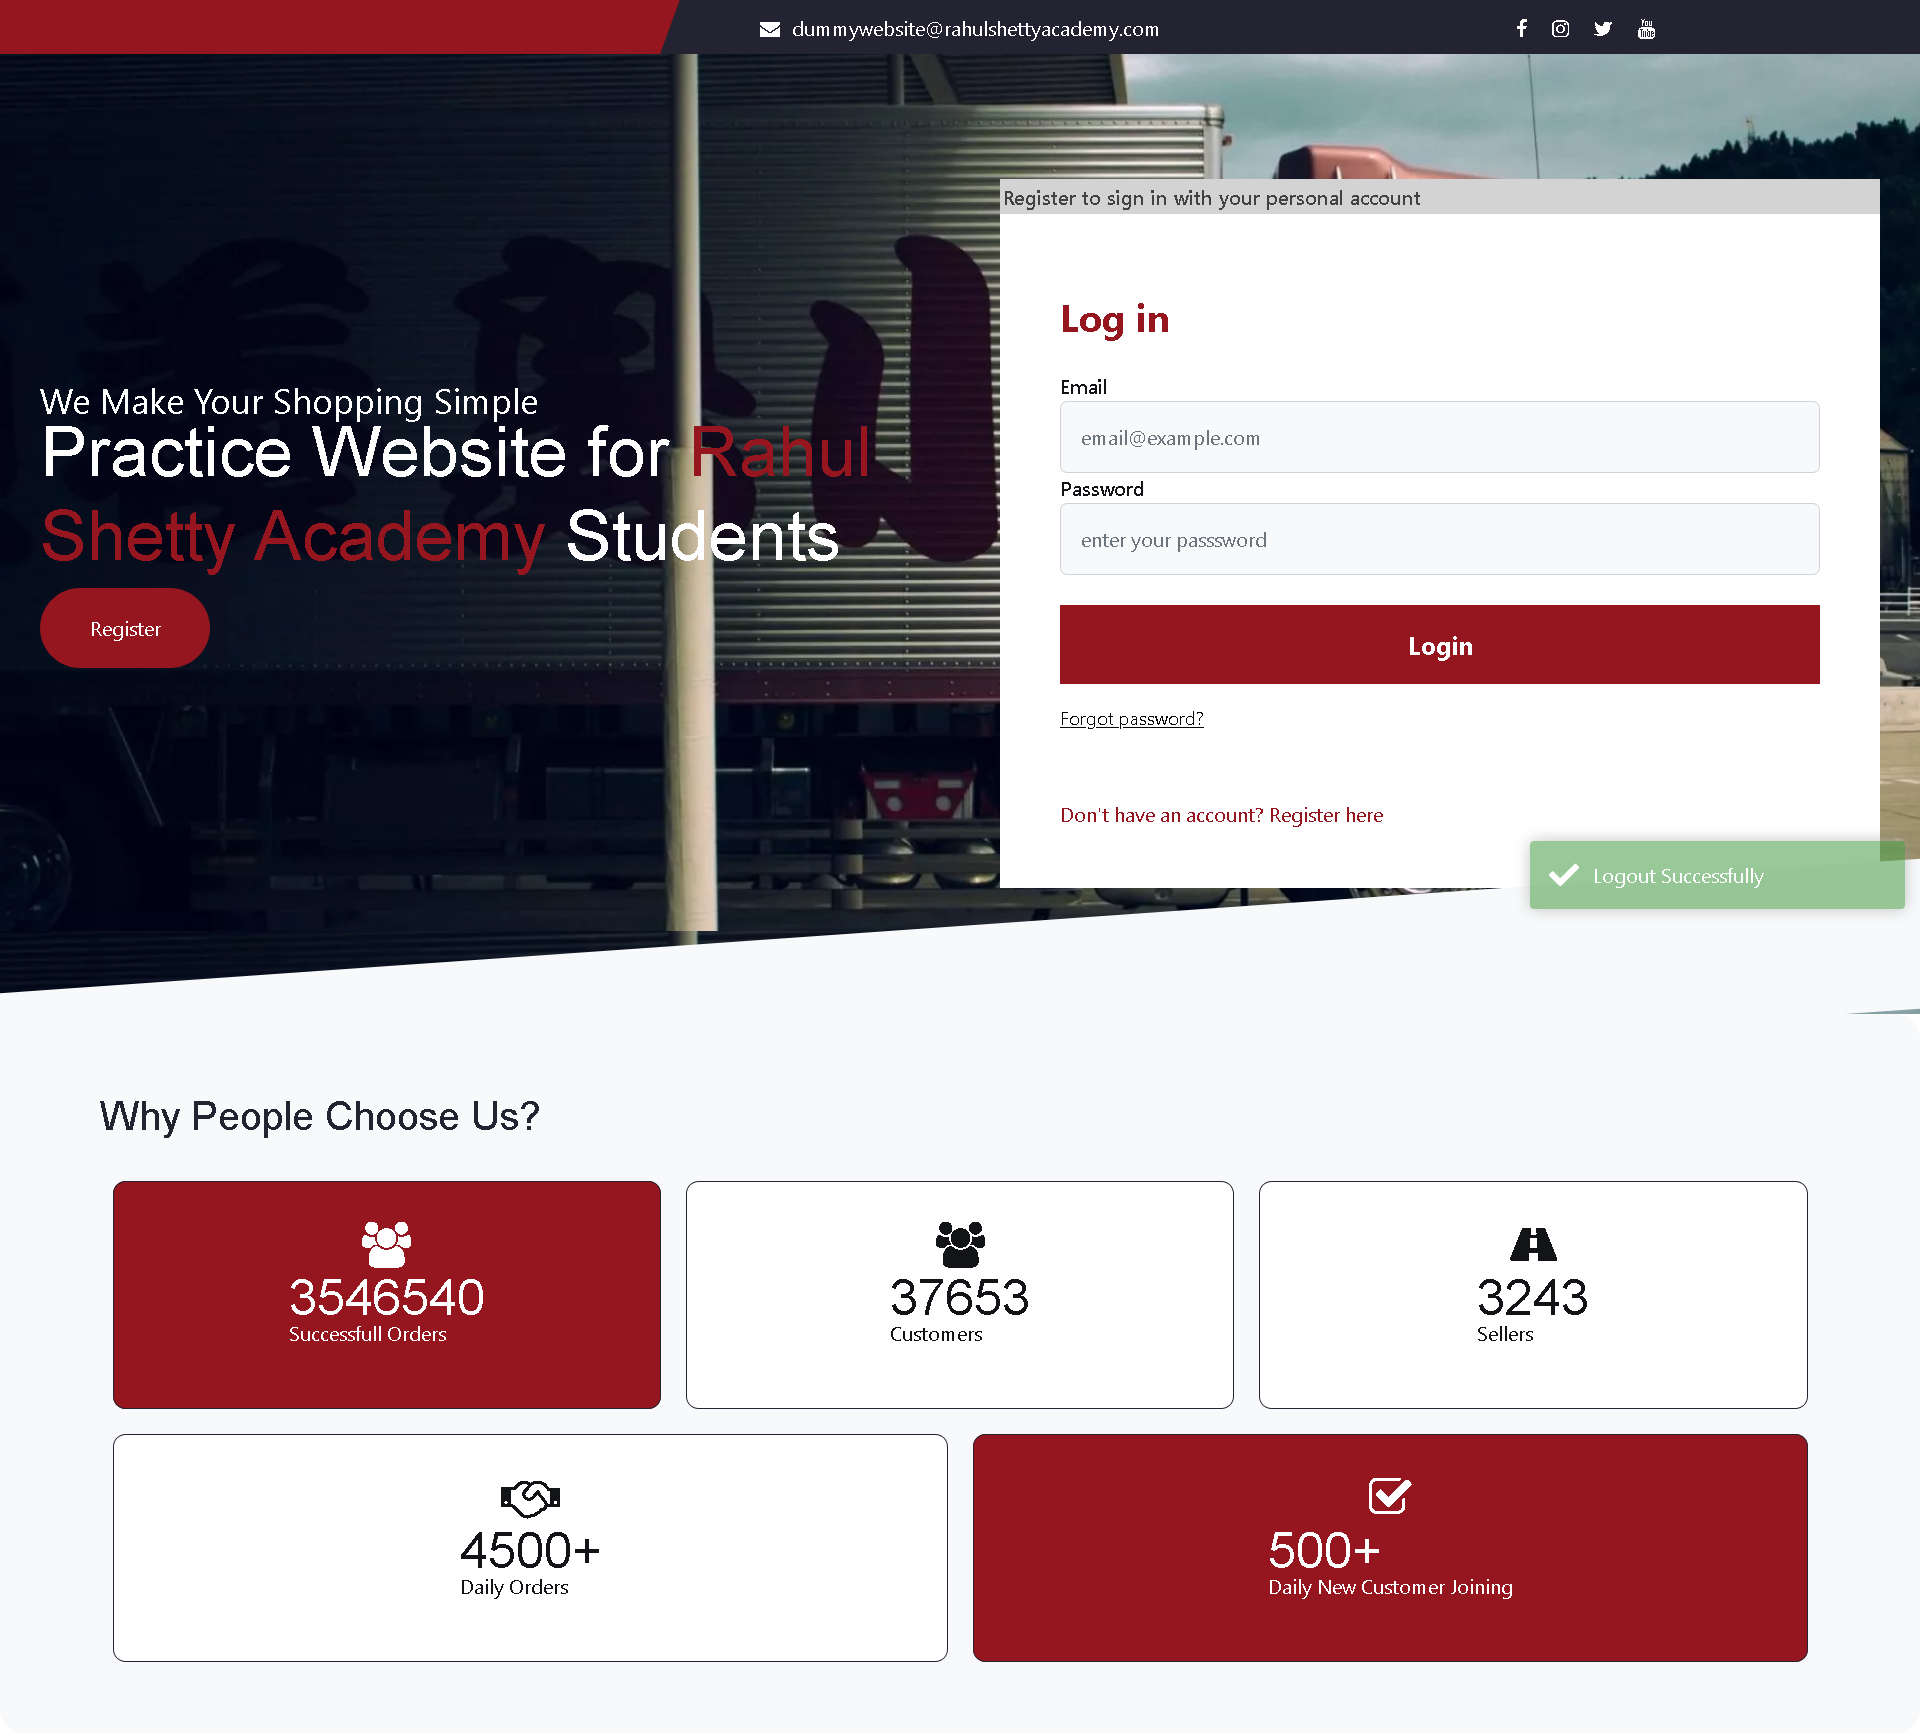 dummywebsite@rahulshettyacademy.com
You
Tube
Register to sign in with your personal account
We Make Your Shopping Simple
Practice Website for Rahul
Shetty Academy Students
Register
Log in
Email
email@example.com
Password
enter your passsword
Login
Forgot password?
Don't have an account? Register here
Logout Successfully
Why People Choose Us?
3546540
Successfull Orders
37653
Customers
3243
Sellers
4500+
Daily Orders
500+
Daily New Customer Joining